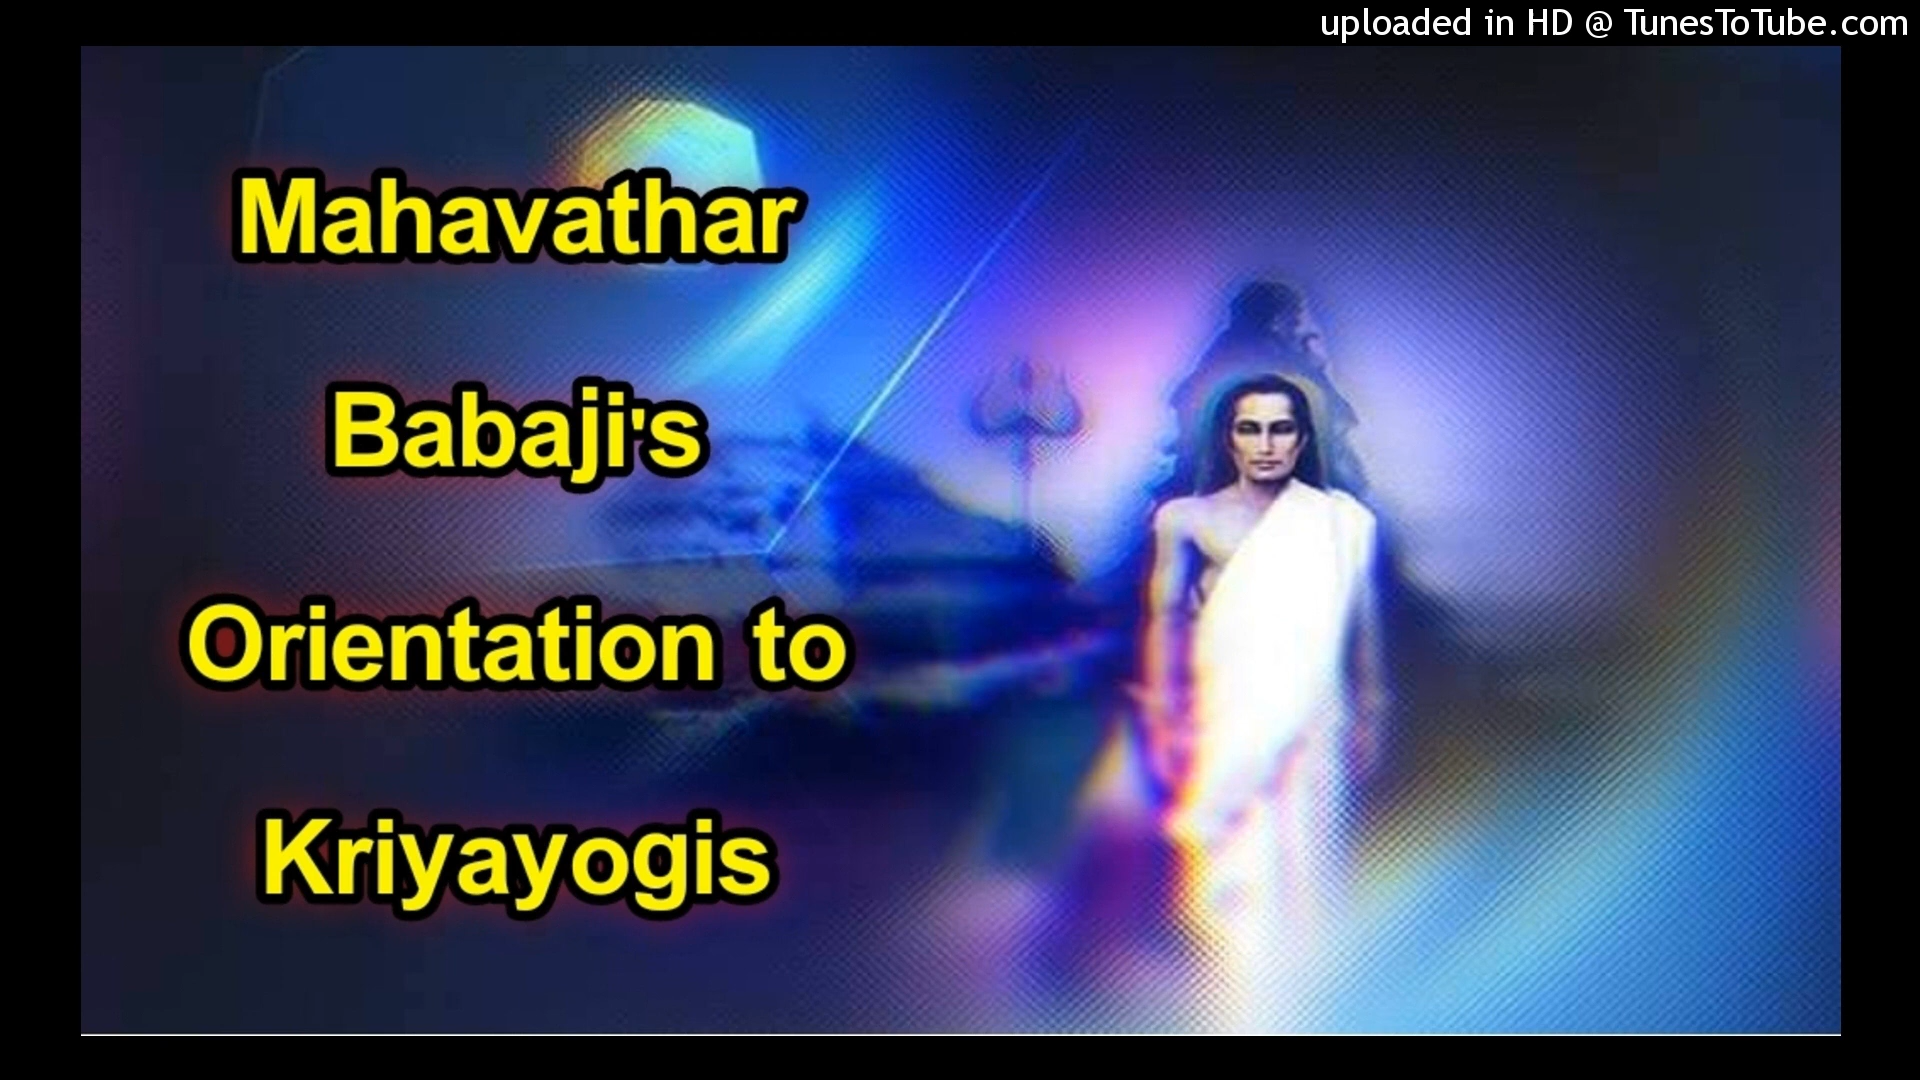 uploaded in HD @ TunesToTube.com
Mahavathar
Babaji's
Orientation to
Kriyayogis